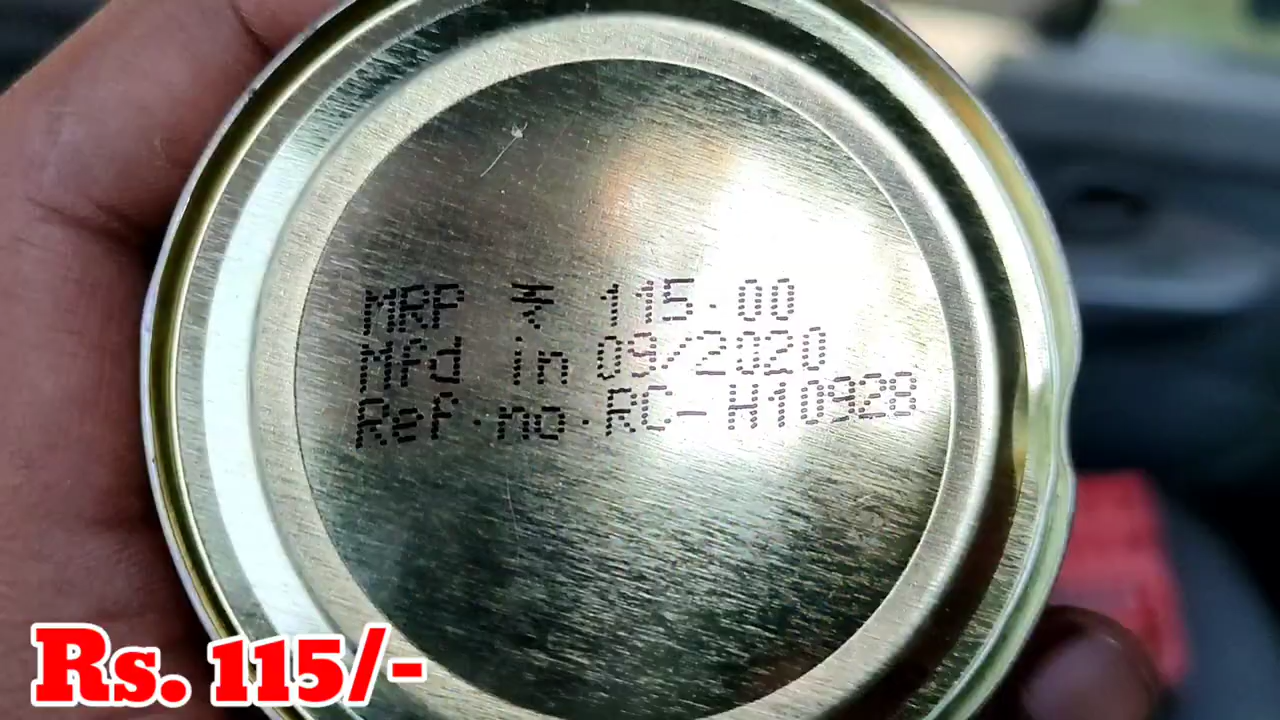 MRP ₹ 115.00
Mfd in 09/2020
Ref.no.RC-H10928
Rs. 115/-